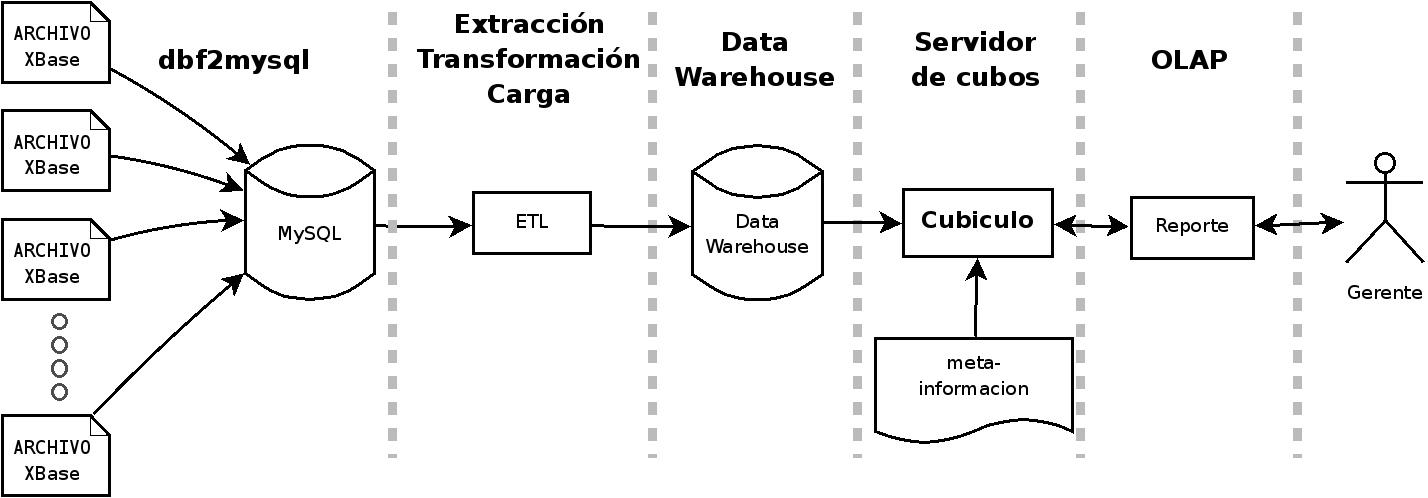 dbf2mysql
Extracción
Transformación
Carga
Data
Warehouse
Servidor
de cubos
OLAP
ARCHIVO
XBase
ARCHIVO
XBase
ARCHIVO
XBase
ARCHIVO
XBase
MySQL
ETL
Data
Warehouse
Cubiculo
meta-
informacion
Reporte
Gerente